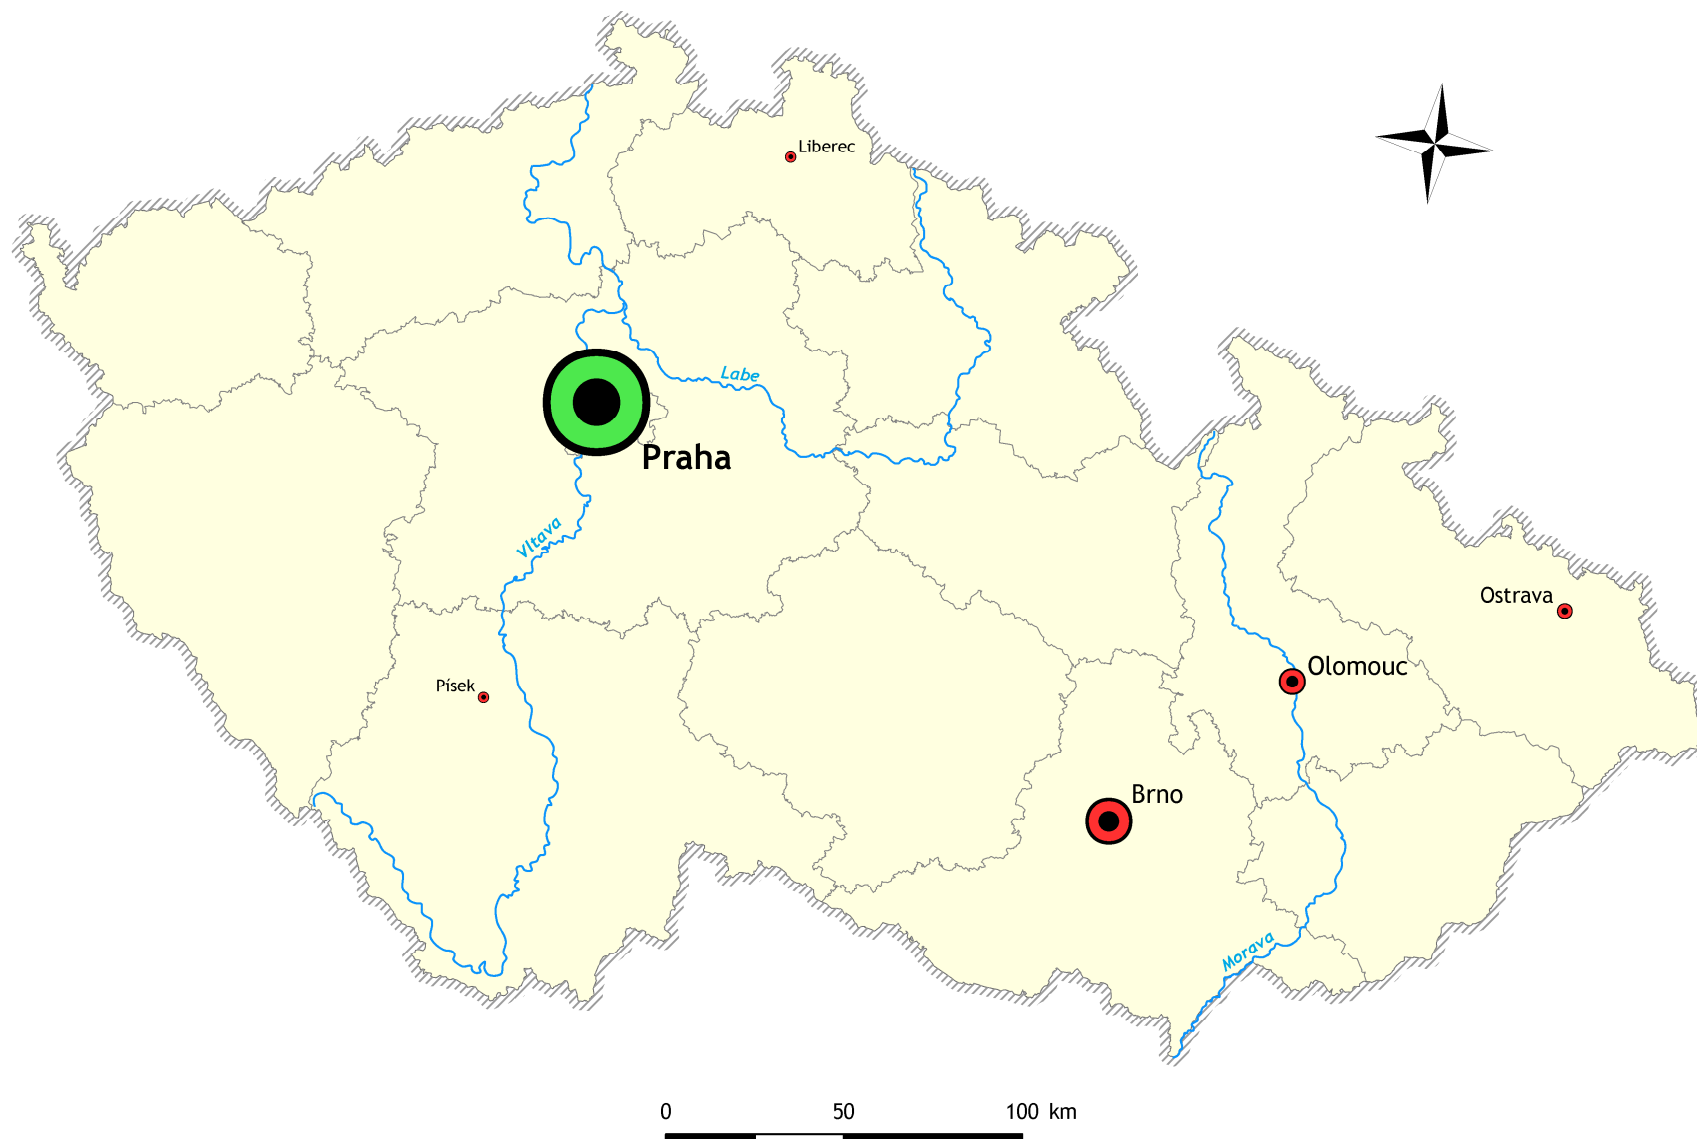 Liberec
Labe
Praha
Vltava
Ostrava
Olomouc
Písek
Brno
Morava
0 50 100 km